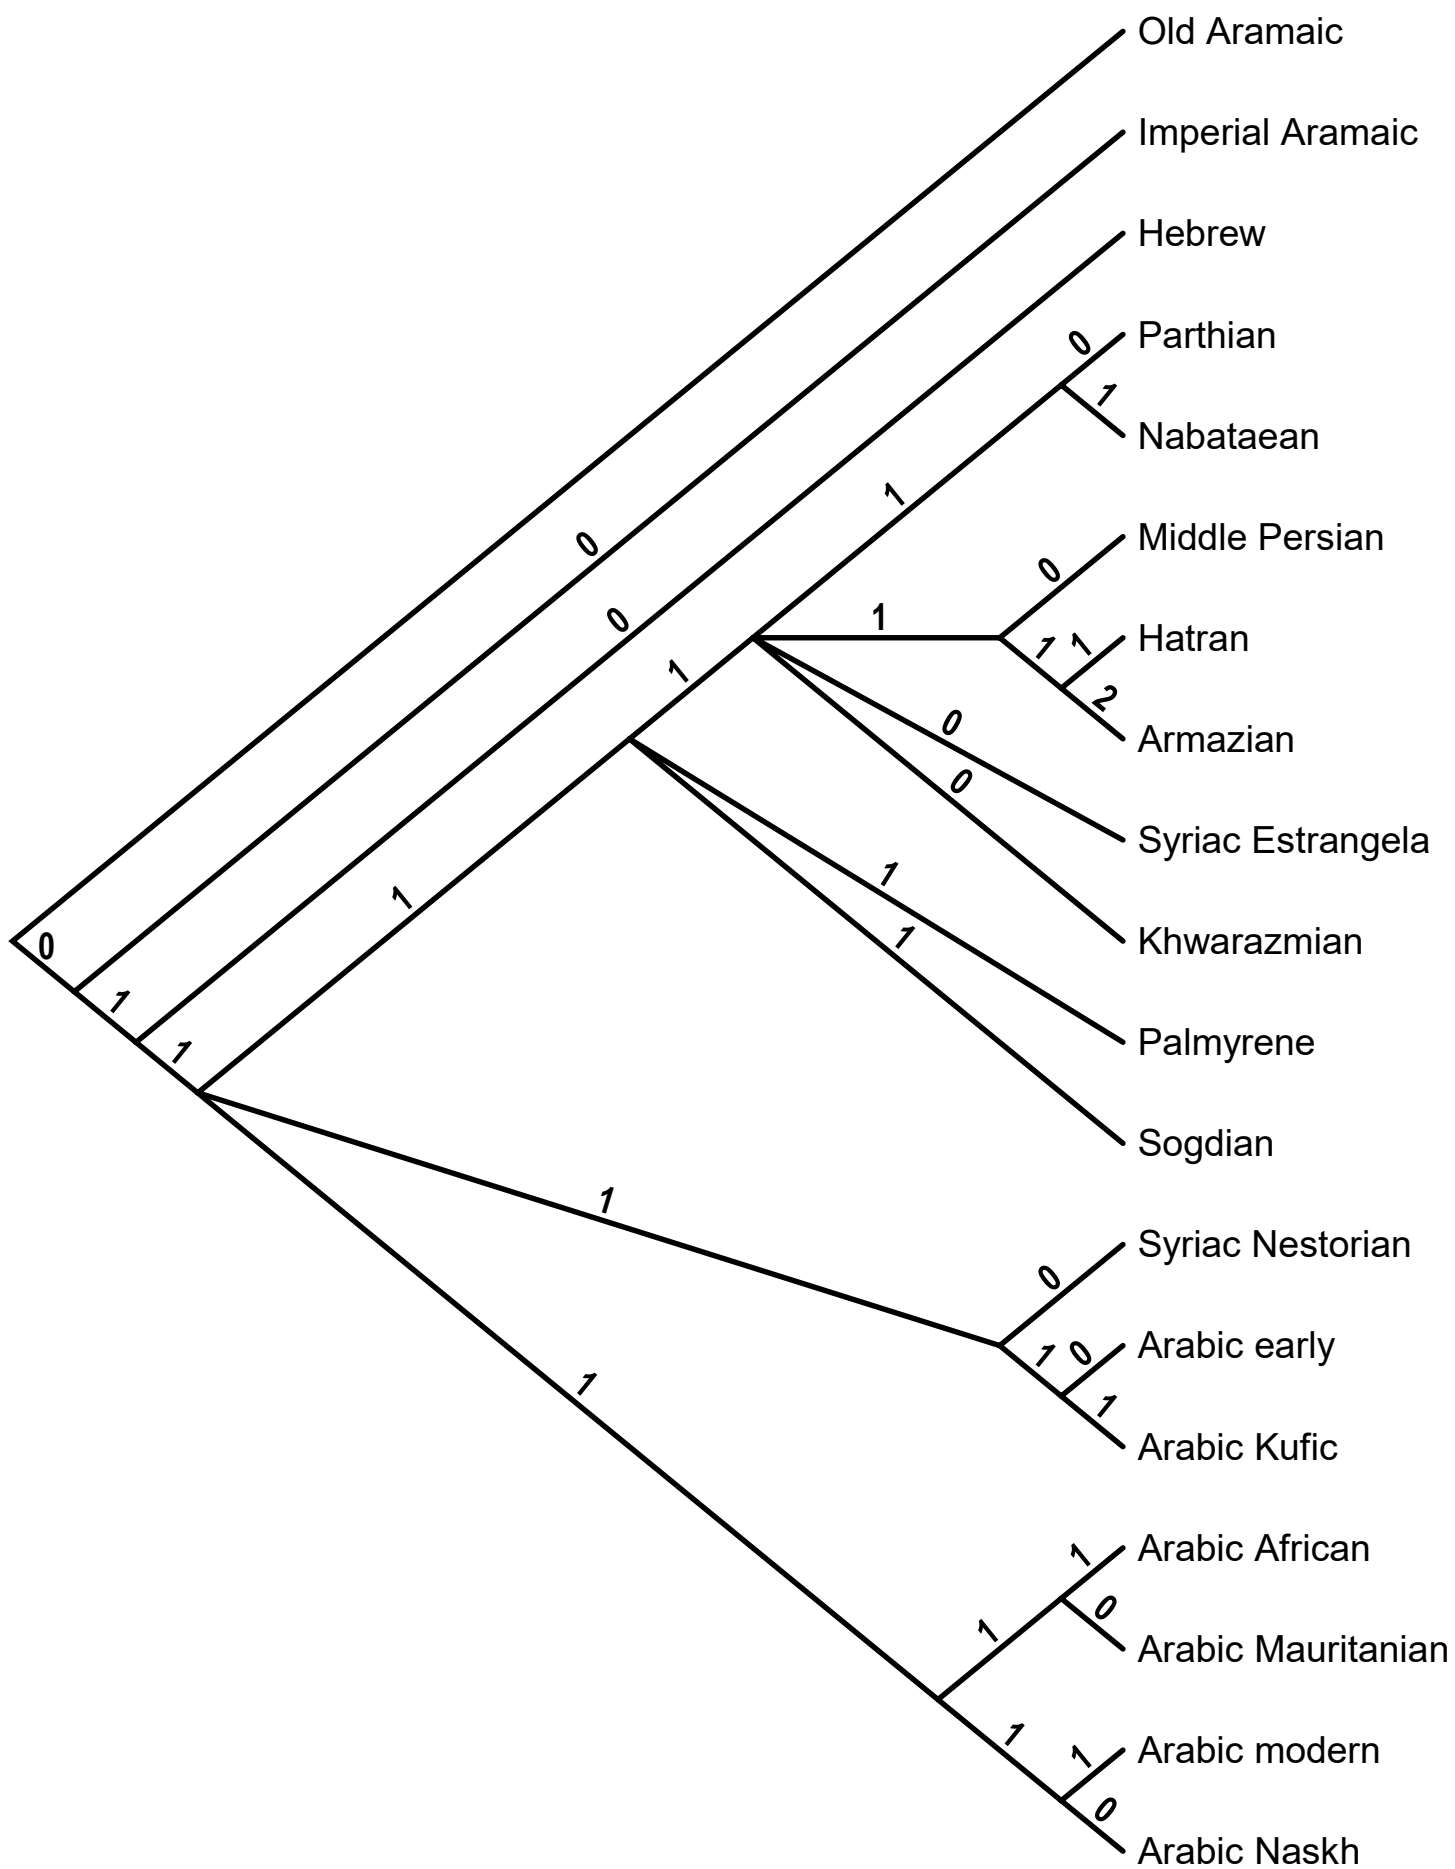 Old Aramaic
Imperial Aramaic
Hebrew
0 Parthian
1 Nabataean
1
0
0 Middle Persian
1
1 1 Hatran
2 Armazian
0
1
0 Syriac Estrangela
0 Khwarazmian
1
1
1 Palmyrene
1 Sogdian
0
1
1
1
0 Syriac Nestorian
1 0 Arabic early
1 Arabic Kufic
1
1 Arabic African
0 Arabic Mauritanian
1
1
1 Arabic modern
0 Arabic Naskh